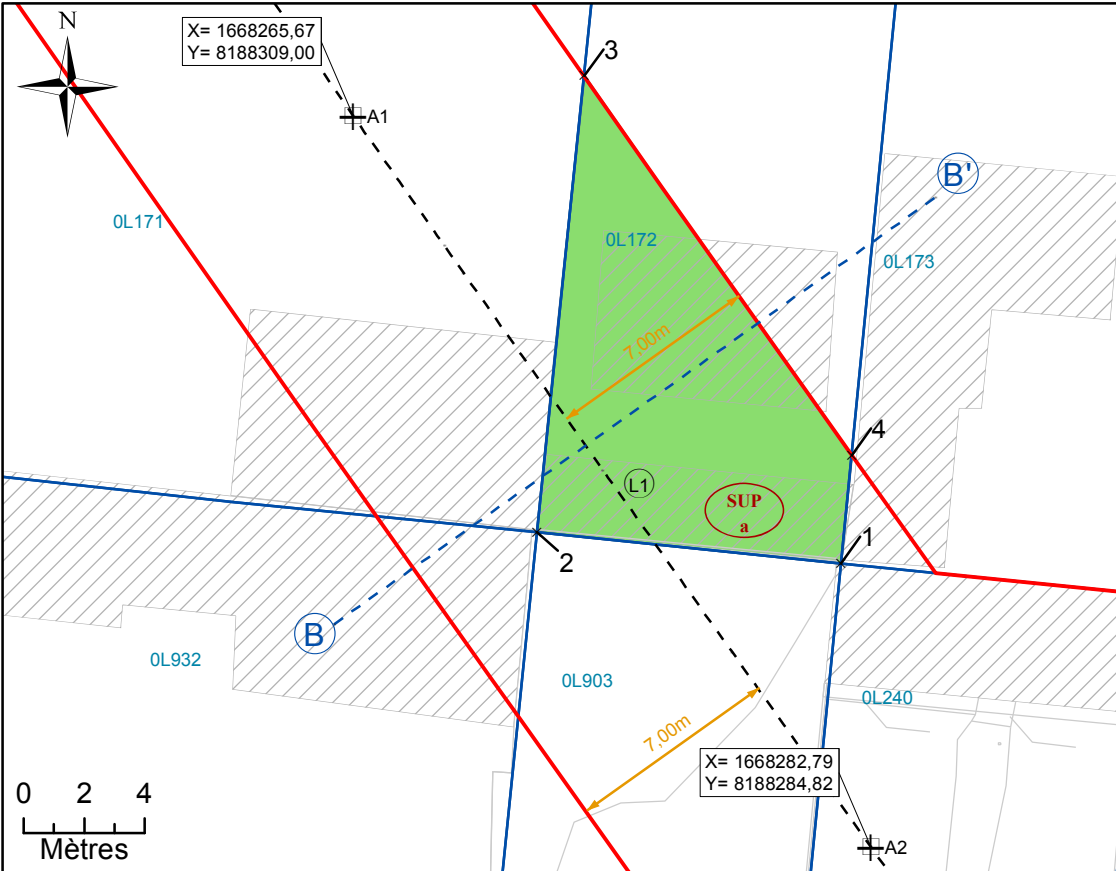 N
X= 1668265,67
Y= 8188309,00
A1
3
B'
0L171
0L172
0L173
7,00m
4
L1
SUP
a
1
2
B
0L932
0L903
0L240
7,00m
X= 1668282,79
Y= 8188284,82
A2
0 2 4
Mètres